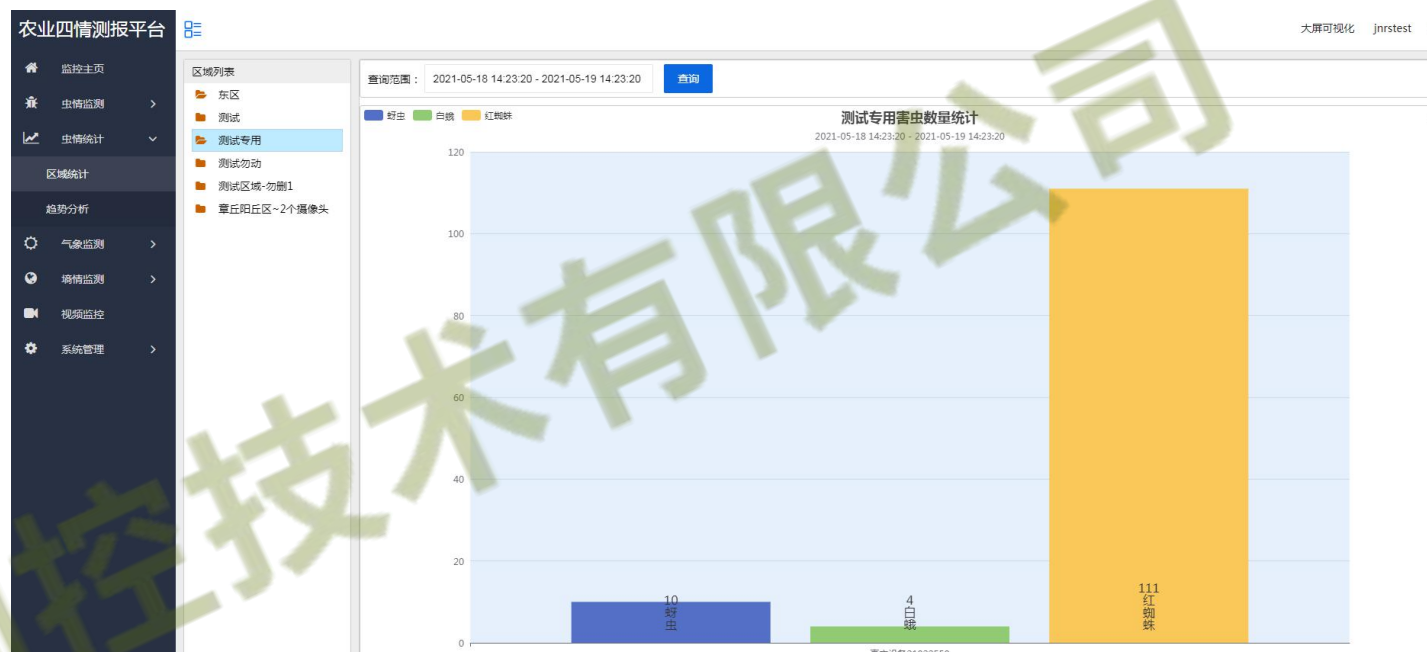 农业四情测报平台
大屏可视化 jnrstest
监控主页
虫情监测
虫情统计
区域统计
趋势分析
气象监测
墒情监测
视频监控
系统管理
区域列表
东区
测试
测试专用
测试勿动
测试区域-勿删1
章丘阳丘区~2个摄像头
查询范围： 2021-05-18 14:23:20 - 2021-05-19 14:23:20 查询
蚜虫 白蛾 红蜘蛛
测试专用害虫数量统计
2021-05-18 14:23:20 - 2021-05-19 14:23:20
120
100
80
60
40
20
0
10
蚜虫
4
白蛾
111
红蜘蛛
控技术有限公司